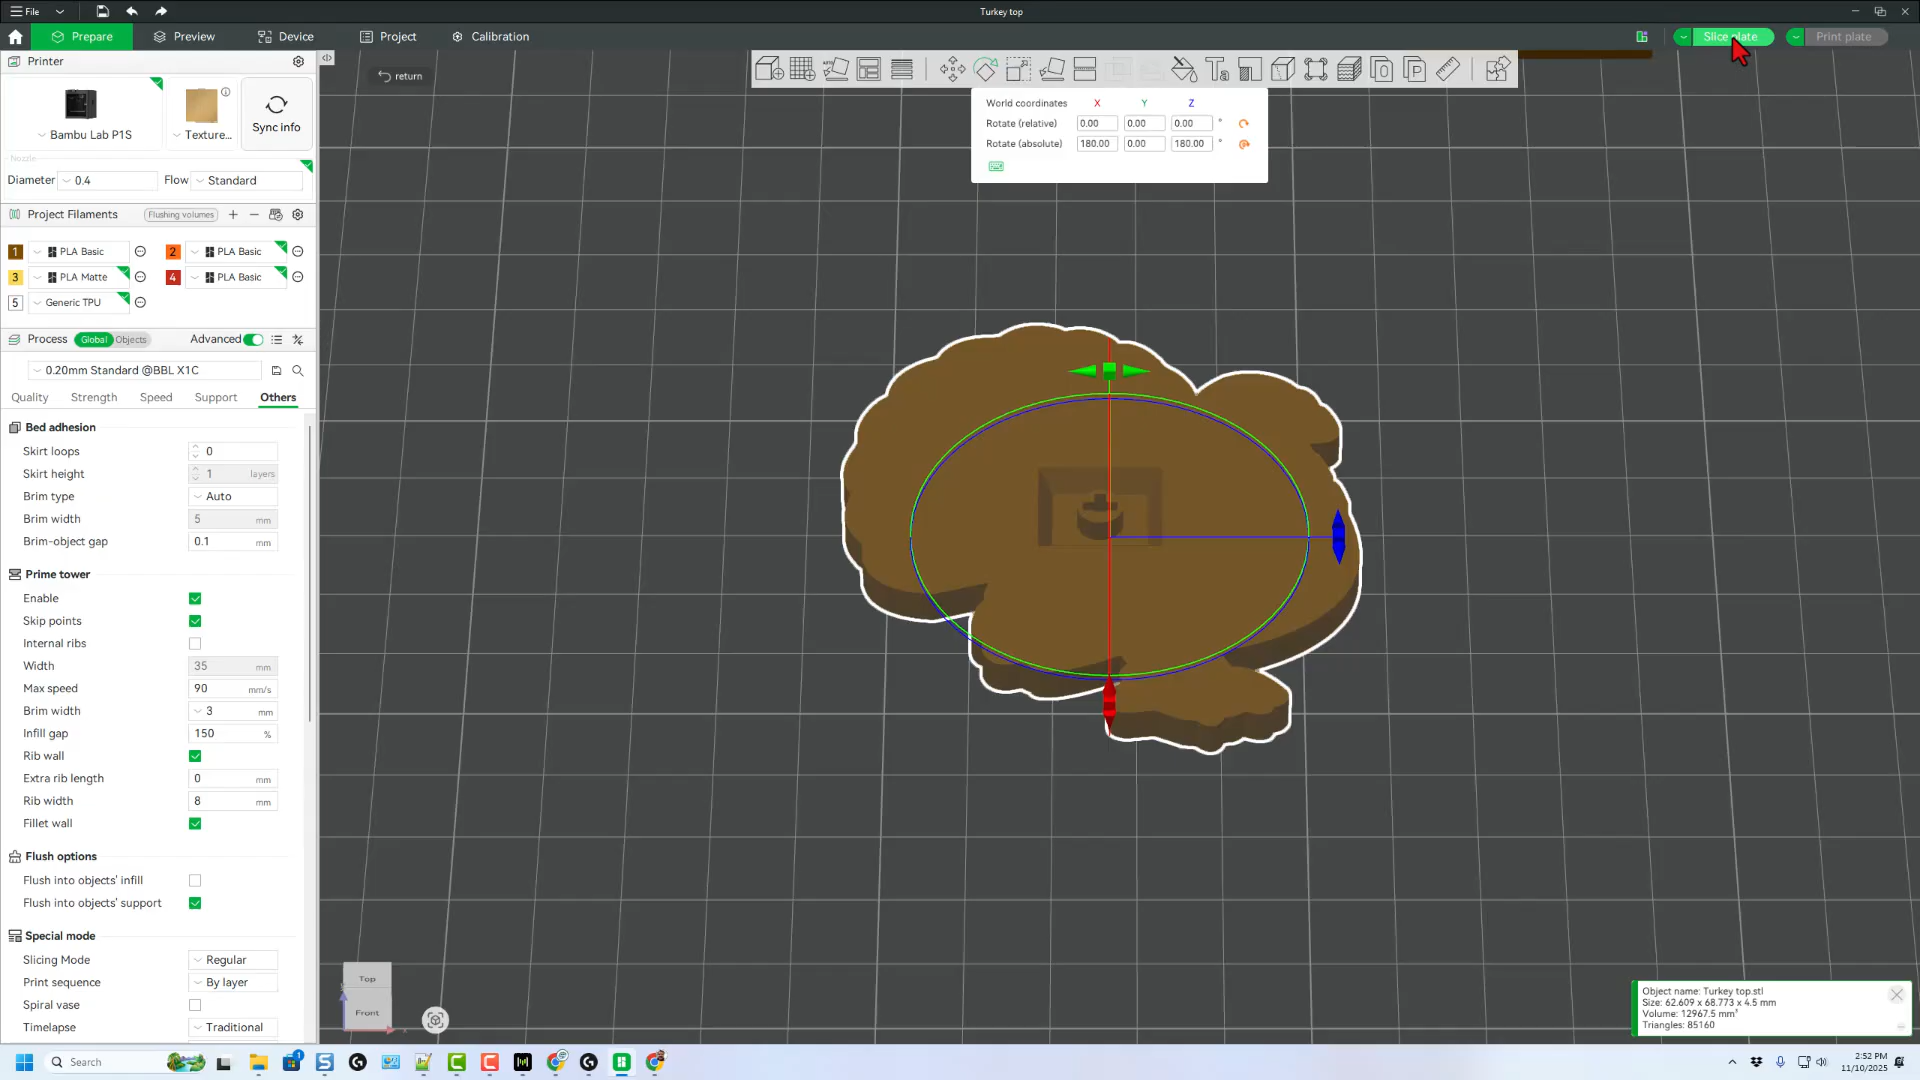 File
Turkey top
Prepare
Preview
Device
Project
Calibration
Slice plate
Print plate
Printer
return
Bambu Lab P1S
Texture...
Sync info
Nozzle
Diameter
0.4
Flow
Standard
Project Filaments
Flushing volumes
1
PLA Basic
2
PLA Basic
3
PLA Matte
4
PLA Basic
5
Generic TPU
Process
Global
Objects
Advanced
0.20mm Standard @BBL X1C
Quality
Strength
Speed
Support
Others
Bed adhesion
Skirt loops
0
Skirt height
1
layers
Brim type
Auto
Brim width
5
mm
Brim-object gap
0.1
mm
Prime tower
Enable
Skip points
Internal ribs
Width
35
mm
Max speed
90
mm/s
Brim width
3
mm
Infill gap
150
%
Rib wall
Extra rib length
0
mm
Rib width
8
mm
Fillet wall
Flush options
Flush into objects' infill
Flush into objects' support
Special mode
Slicing Mode
Regular
Print sequence
By layer
Spiral vase
Timelapse
Traditional
World coordinates
X
Y
Z
Rotate (relative)
0.00
0.00
0.00
°
Rotate (absolute)
180.00
0.00
180.00
°
Top
Front
Object name: Turkey top.stl
Size: 62.609 x 68.773 x 4.5 mm
Volume: 12967.5 mm³
Triangles: 85160
Search
2:52 PM
11/10/2025